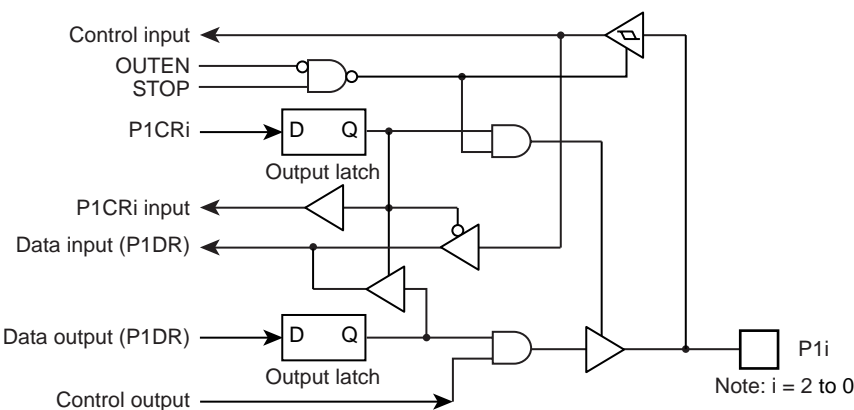 Control input
OUTEN
STOP
P1CRi
D Q
Output latch
P1CRi input
Data input (P1DR)
Data output (P1DR)
D Q
Output latch
P1i
Note: i = 2 to 0
Control output